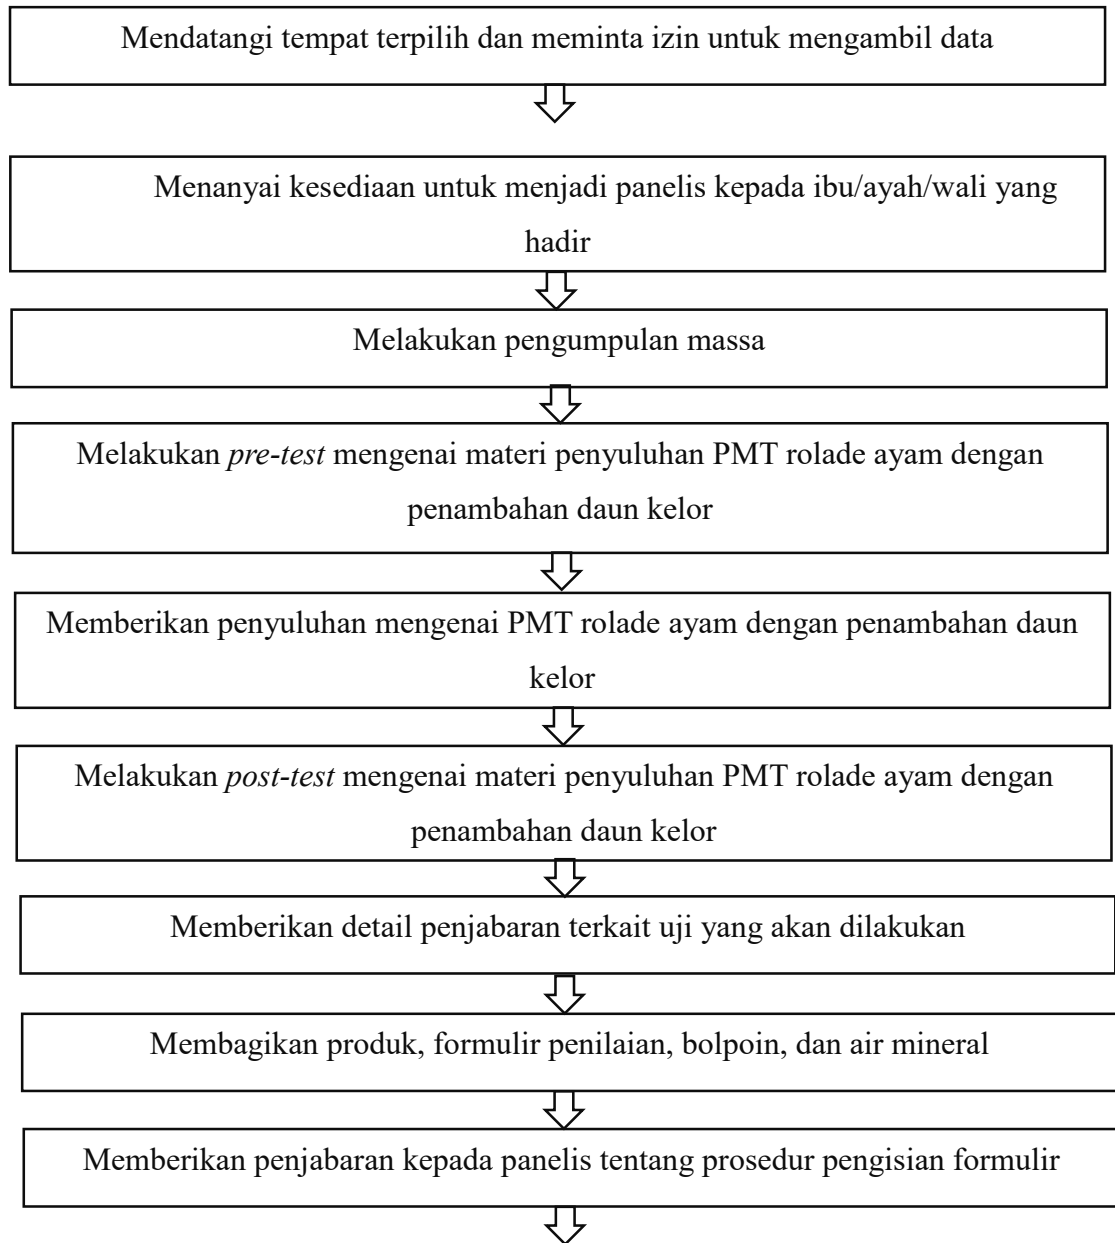 Mendatangi tempat terpilih dan meminta izin untuk mengambil data
Menanyai kesediaan untuk menjadi panelis kepada ibu/ayah/wali yang
hadir
Melakukan pengumpulan massa
Melakukan pre-test mengenai materi penyuluhan PMT rolade ayam dengan
penambahan daun kelor
Memberikan penyuluhan mengenai PMT rolade ayam dengan penambahan daun
kelor
Melakukan post-test mengenai materi penyuluhan PMT rolade ayam dengan
penambahan daun kelor
Memberikan detail penjabaran terkait uji yang akan dilakukan
Membagikan produk, formulir penilaian, bolpoin, dan air mineral
Memberikan penjabaran kepada panelis tentang prosedur pengisian formulir